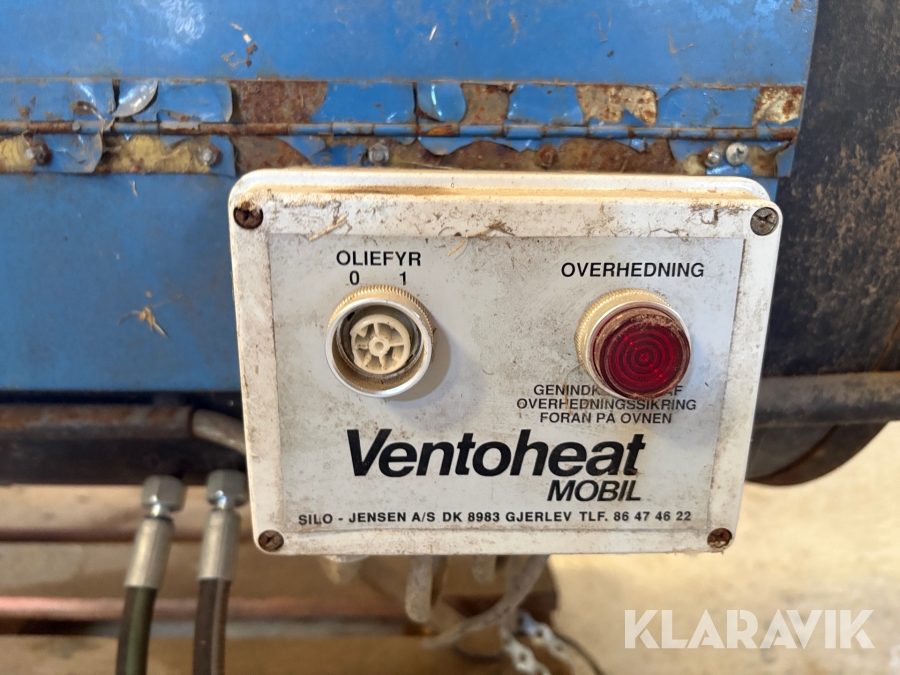 OLIEFYR
0 1
OVERHEDNING
AF
OVERHEDNINGSSIKRING
FORAN PÅ OVNEN
Ventoheat
MOBIL
SILO - JENSEN A/S DK 8983 GJERLEV TLF. 86 47 46 22
KLARAVIK